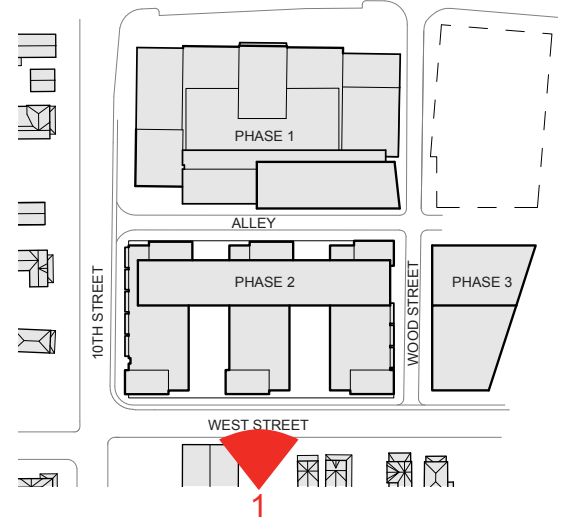 PHASE 1
ALLEY
10TH STREET
PHASE 2
WOOD STREET
PHASE 3
WEST STREET
1